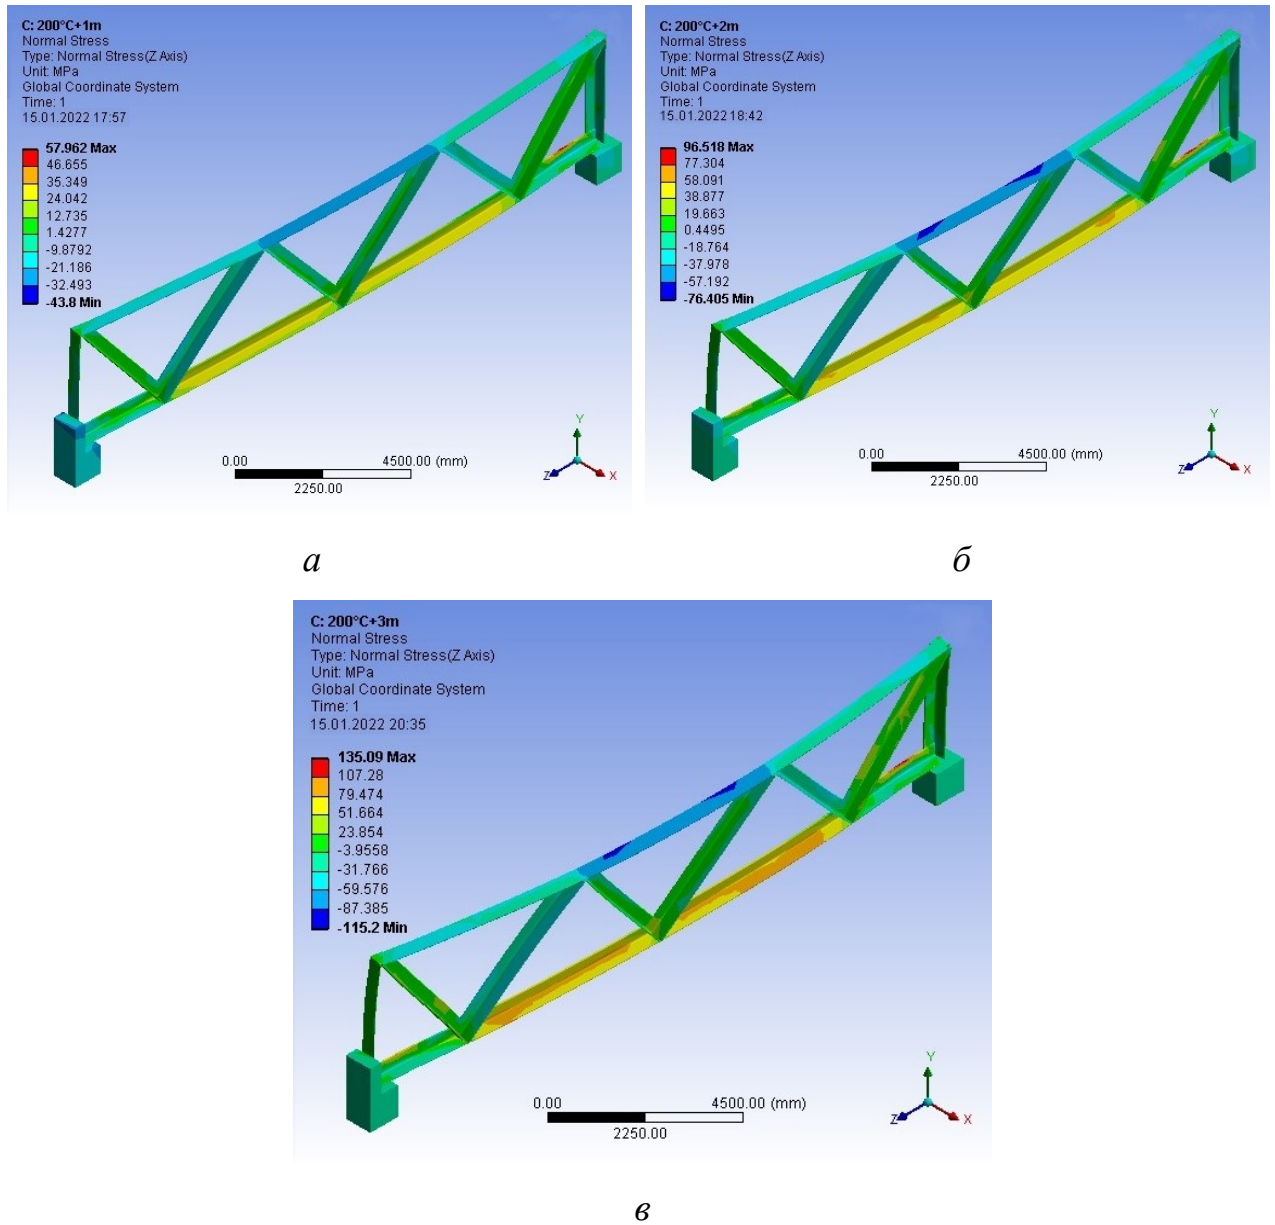 C: 200°C+1m
Normal Stress
Type: Normal Stress(Z Axis)
Unit: MPa
Global Coordinate System
Time: 1
15.01.2022 17:57
57.962 Max
46.655
35.349
24.042
12.735
1.4277
-9.8792
-21.186
-32.493
-43.8 Min
0.00
4500.00 (mm)
2250.00
Y
Z
X
а
C: 200°C+2m
Normal Stress
Type: Normal Stress(Z Axis)
Unit: MPa
Global Coordinate System
Time: 1
15.01.2022 18:42
96.518 Max
77.304
58.091
38.877
19.663
0.4495
-18.764
-37.978
-57.192
-76.405 Min
0.00
4500.00 (mm)
2250.00
Y
Z
X
б
C: 200°C+3m
Normal Stress
Type: Normal Stress(Z Axis)
Unit: MPa
Global Coordinate System
Time: 1
15.01.2022 20:35
135.09 Max
107.28
79.474
51.664
23.854
-3.9558
-31.766
-59.576
-87.385
-115.2 Min
0.00
4500.00 (mm)
2250.00
Y
Z
X
в